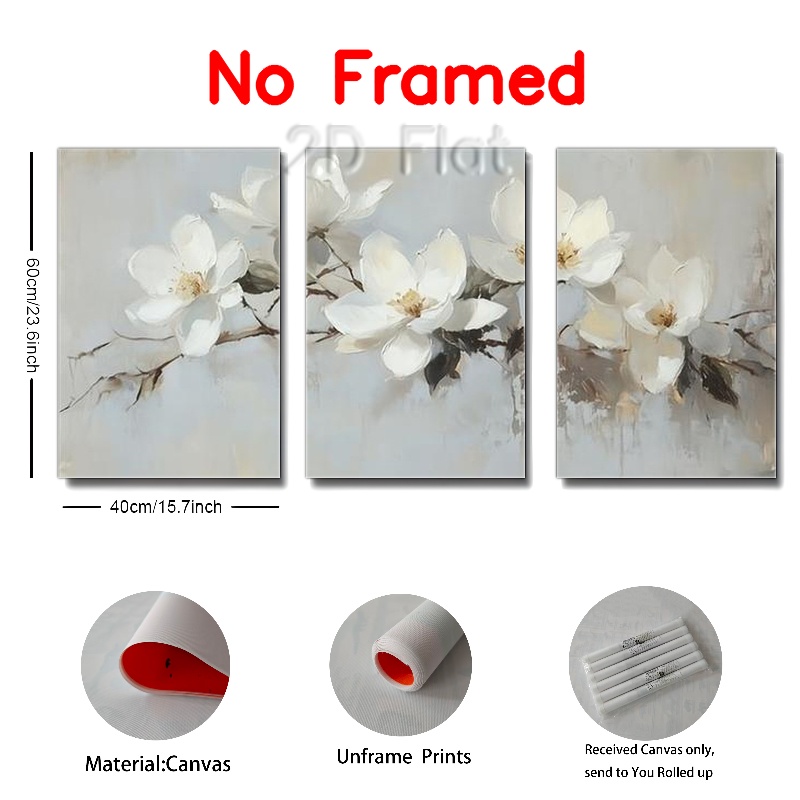 No Framed
2D Flat
60cm/23.6inch
40cm/15.7inch
Material:Canvas
Unframe Prints
Received Canvas only,
send to You Rolled up